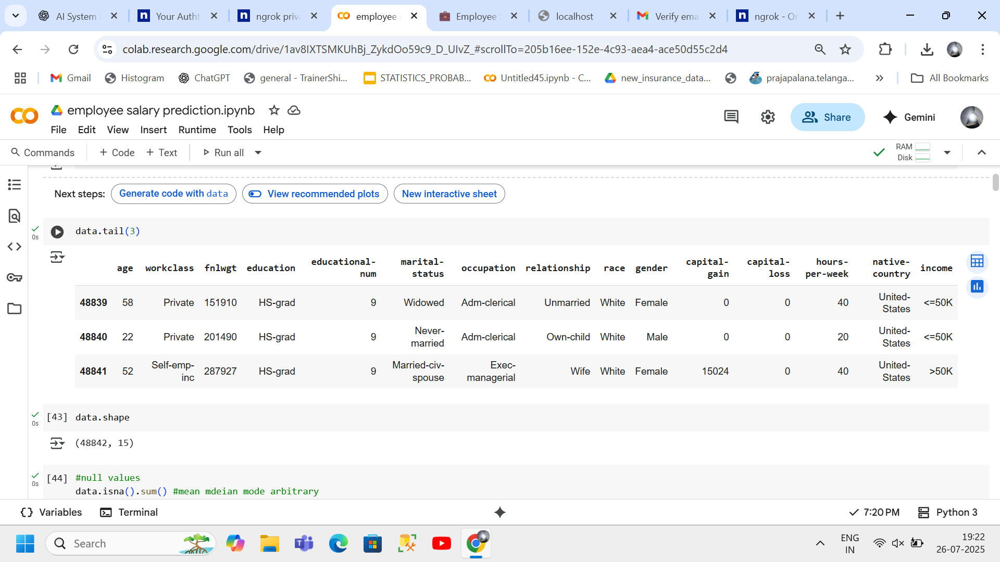 AI System
Your Autht
ngrok priva
employee s
Employee S
localhost
Verify ema
ngrok - On
colab.research.google.com/drive/1av8IXTSMKUhBj_ZykdOo59c9_D_UIvZ_#scrollTo=205b16ee-152e-4c93-aea4-ace50d55c2d4
Gmail
Histogram
ChatGPT
general - TrainerShi...
STATISTICS_PROBAB...
Untitled45.ipynb - C...
new_insurance_data...
prajapalana.telanga...
All Bookmarks
employee salary prediction.ipynb
Share
Gemini
File Edit View Insert Runtime Tools Help
Commands + Code + Text Run all
RAM
Disk
Next steps: Generate code with data View recommended plots New interactive sheet
0s
data.tail(3)
age workclass fnlwgt education educational-num marital-status occupation relationship race gender capital-gain capital-loss hours-per-week native-country income
48839 58 Private 151910 HS-grad 9 Widowed Adm-clerical Unmarried White Female 0 0 40 United-States <=50K
48840 22 Private 201490 HS-grad 9 Never-married Adm-clerical Own-child White Male 0 0 20 United-States <=50K
48841 52 Self-emp-inc 287927 HS-grad 9 Married-civ-spouse Exec-managerial Wife White Female 15024 0 40 United-States >50K
0s
[43] data.shape
(48842, 15)
0s
[44] #null values
data.isna().sum() #mean mdeian mode arbitrary
Variables
Terminal
7:20 PM
Python 3
Search
ENG
IN
19:22
26-07-2025